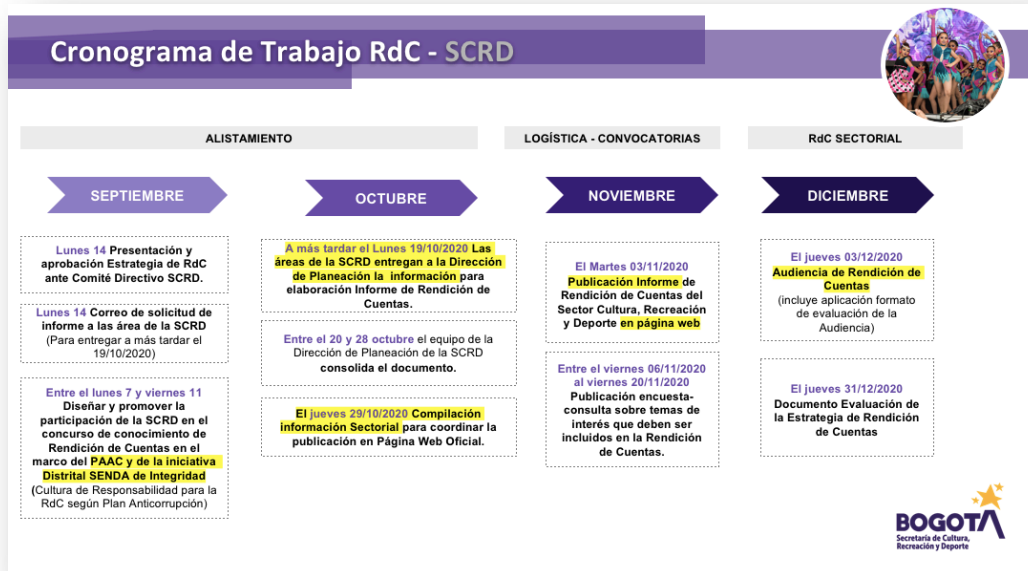 Cronograma de Trabajo RdC - SCRD
ALISTAMIENTO
LOGÍSTICA - CONVOCATORIAS
RdC SECTORIAL
SEPTIEMBRE
OCTUBRE
NOVIEMBRE
DICIEMBRE
Lunes 14 Presentación y
aprobación Estrategia de RdC
ante Comité Directivo SCRD.
Lunes 14 Correo de solicitud de
informe a las área de la SCRD
(Para entregar a más tardar el
19/10/2020)
Entre el lunes 7 y viernes 11
Diseñar y promover la
participación de la SCRD en el
concurso de conocimiento de
Rendición de Cuentas en el
marco del PAAC y de la iniciativa
Distrital SENDA de Integridad
(Cultura de Responsabilidad para la
RdC según Plan Anticorrupción)
A más tardar el Lunes 19/10/2020 Las
áreas de la SCRD entregan a la Dirección
de Planeación la información para
elaboración Informe de Rendición de
Cuentas.
Entre el 20 y 28 octubre el equipo de la
Dirección de Planeación de la SCRD
consolida el documento.
El jueves 29/10/2020 Compilación
información Sectorial para coordinar la
publicación en Página Web Oficial.
El Martes 03/11/2020
Publicación Informe de
Rendición de Cuentas del
Sector Cultura, Recreación
y Deporte en página web
Entre el viernes 06/11/2020
al viernes 20/11/2020
Publicación encuesta-
consulta sobre temas de
interés que deben ser
incluidos en la Rendición
de Cuentas.
El jueves 03/12/2020
Audiencia de Rendición de
Cuentas
(incluye aplicación formato
de evaluación de la
Audiencia)
El jueves 31/12/2020
Documento Evaluación de
la Estrategia de Rendición
de Cuentas
BOGOTÁ
Secretaría de Cultura,
Recreación y Deporte